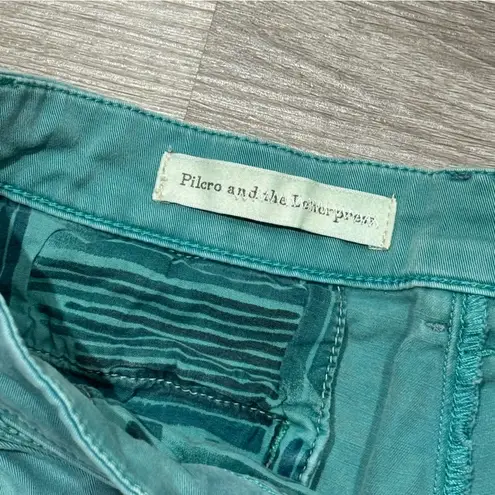 Pilcro and the Letterpress